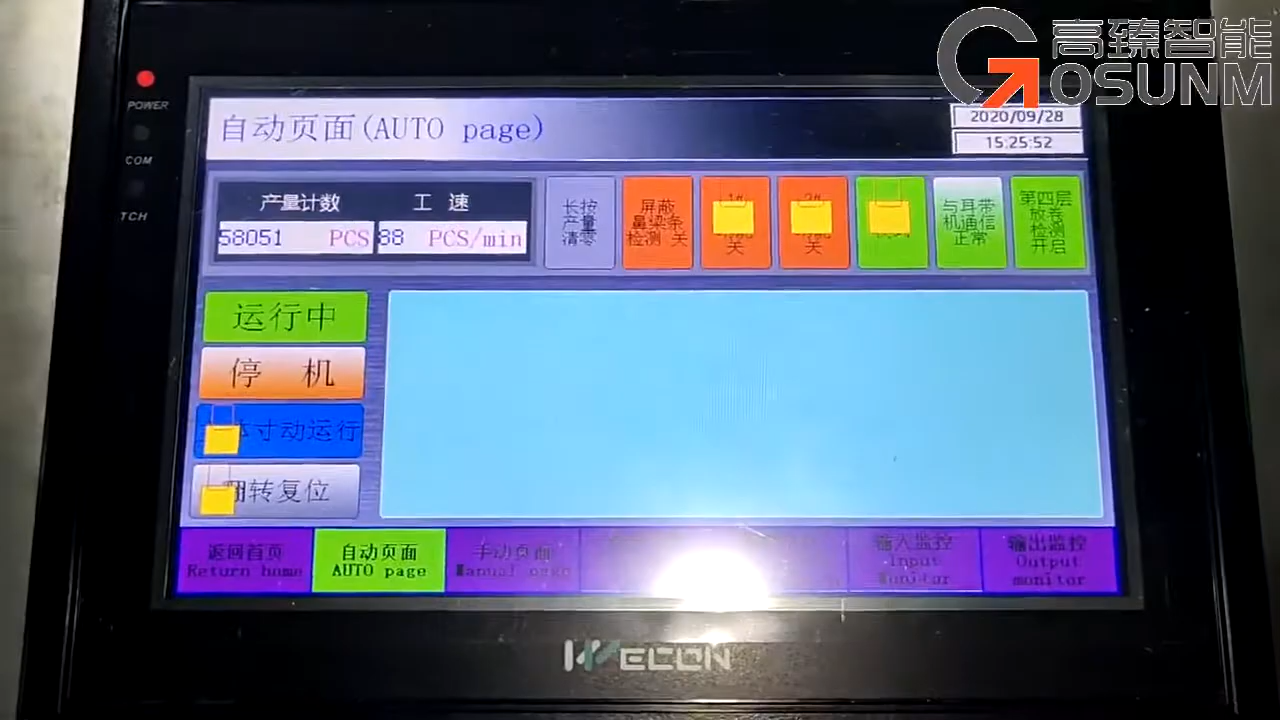 高臻智能
GOSUNM
POWER
COM
TCH
自动页面(AUTO page)
2020/09/28
15:25:52
产量计数
工 速
58051 PCS
88 PCS/min
长按
产量
清零
屏蔽
鼻梁条
检测 关
关
关
与耳带
机通信
正常
第四层
放卷
检测
开启
运行中
停 机
体寸动运行
翻转复位
返回首页
Return home
自动页面
AUTO page
手动页面
Manual page
输入监控
Input
monitor
输出监控
Output
monitor
WECON